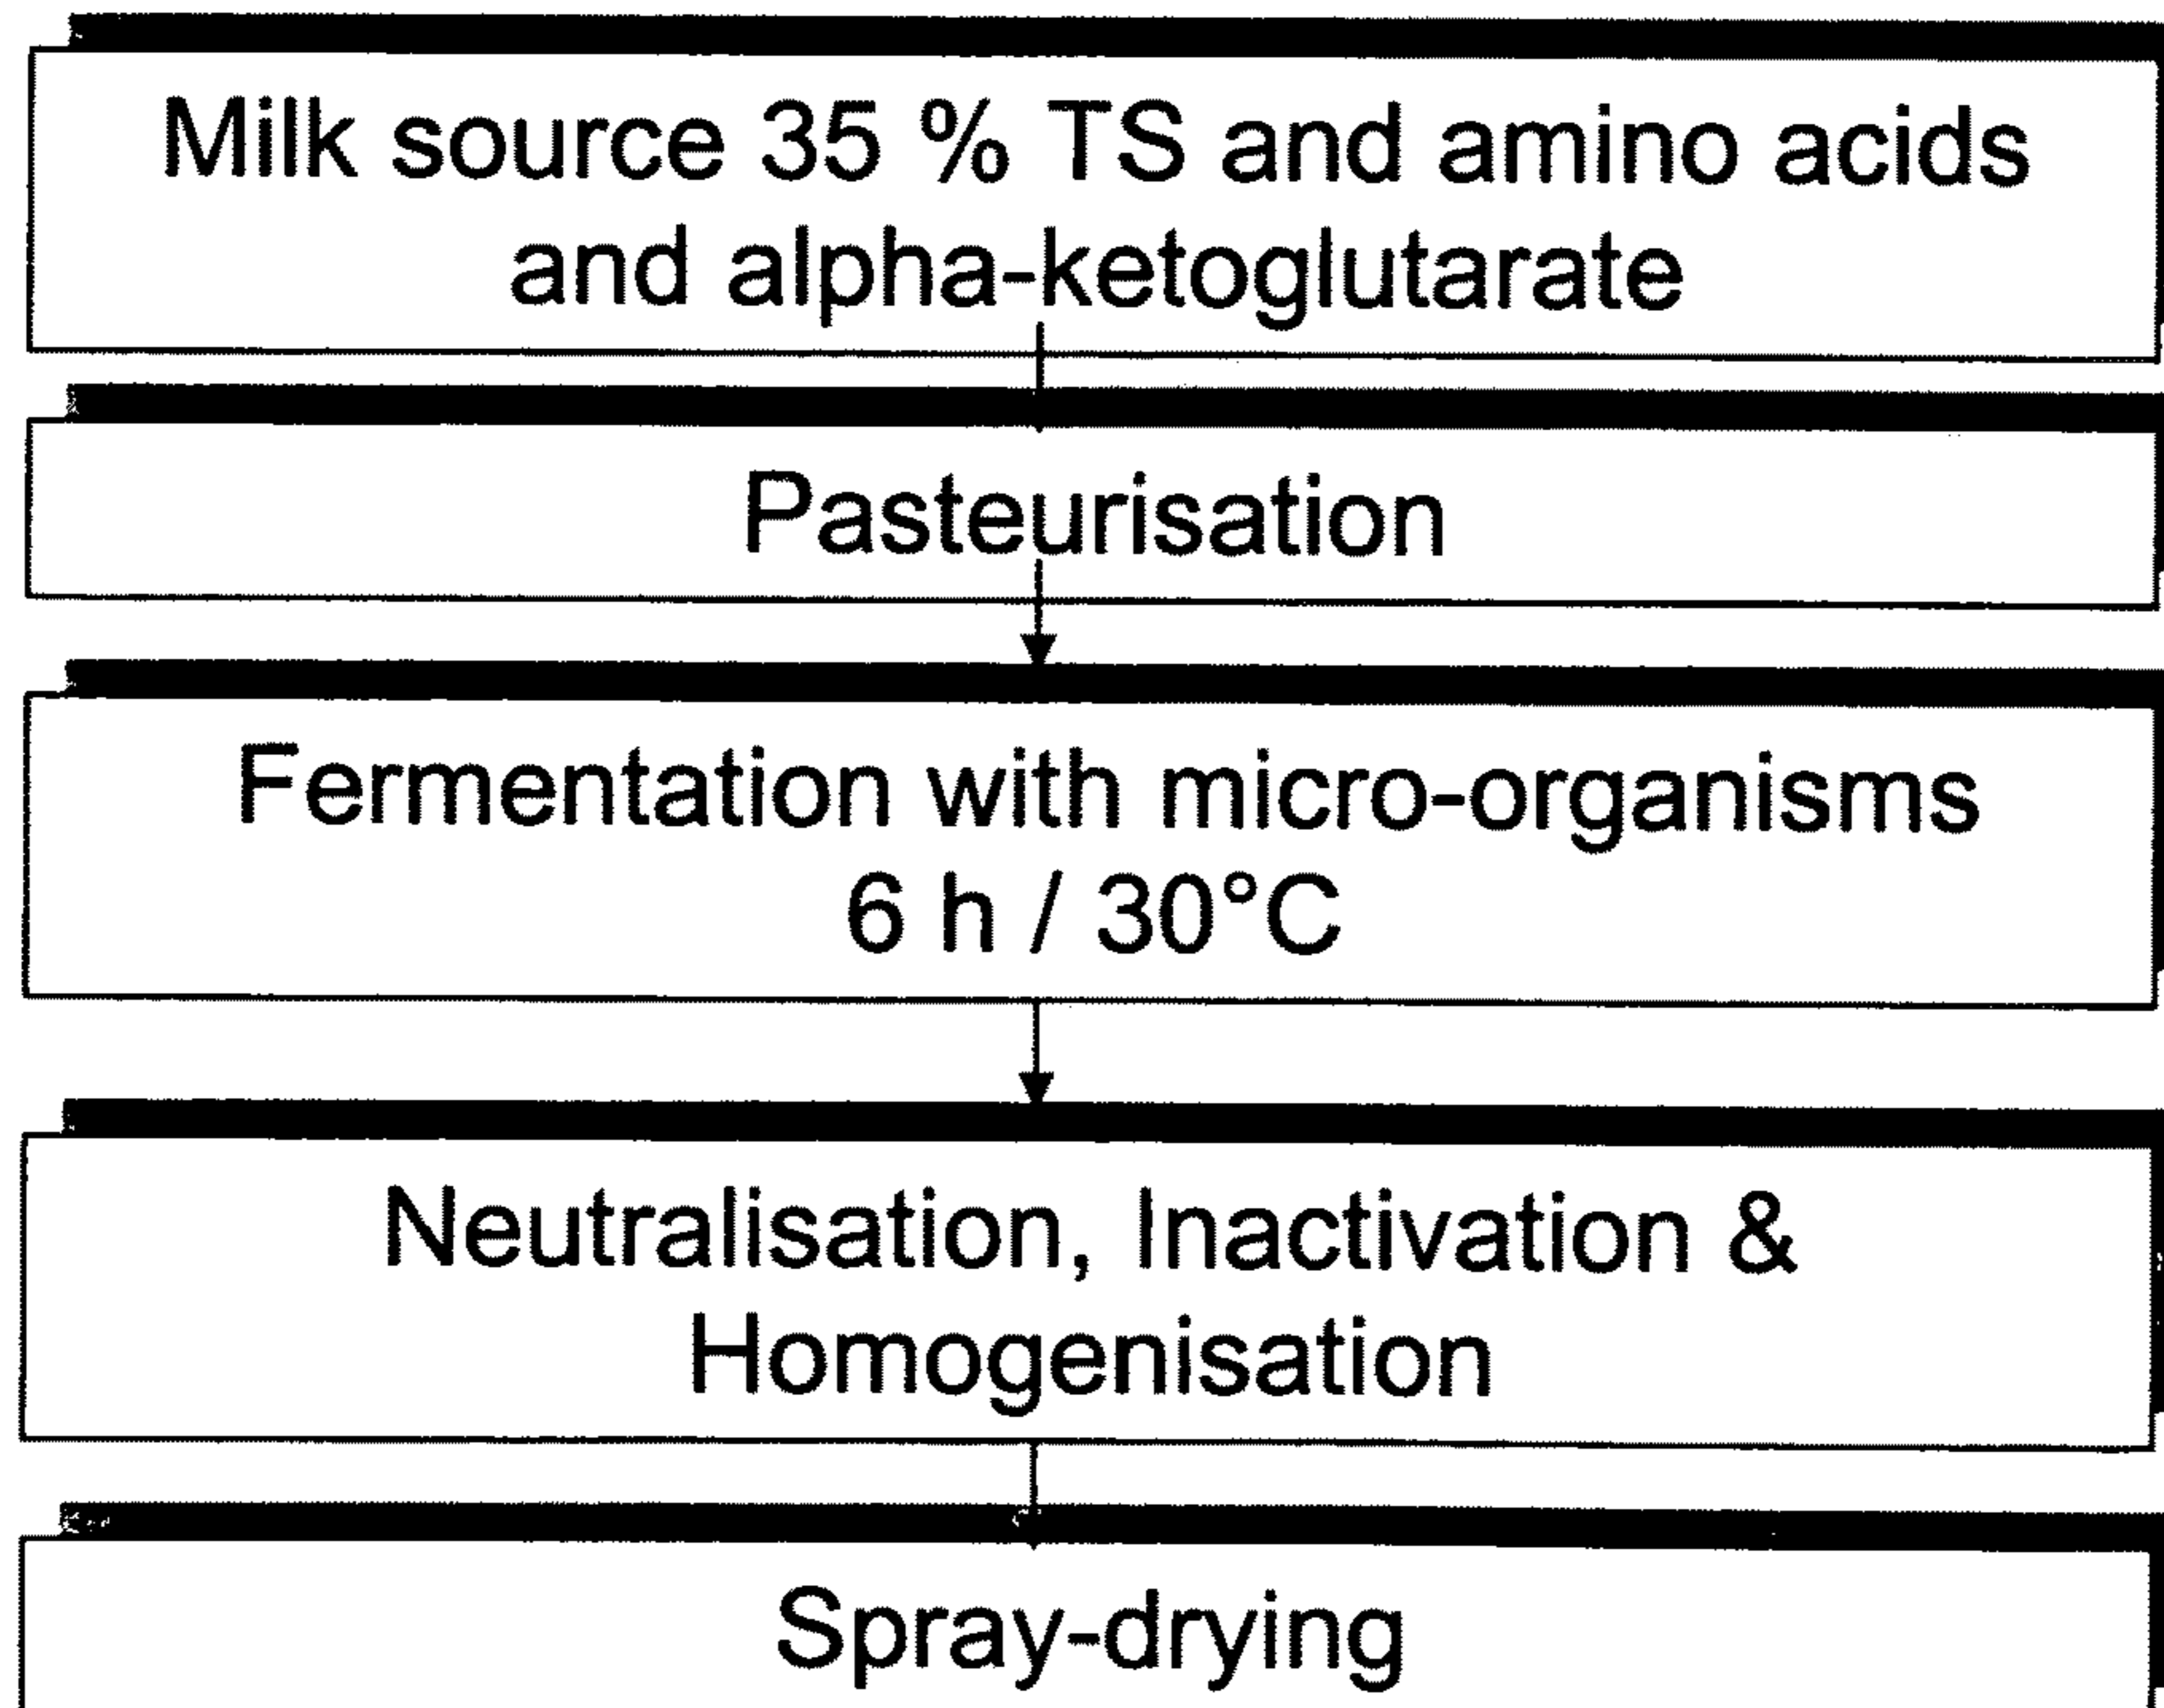 Milk source 35 % TS and amino acids
and alpha-ketoglutarate
Pasteurisation
Fermentation with micro-organisms
6 h / 30°C
Neutralisation, Inactivation &
Homogenisation
Spray-drying